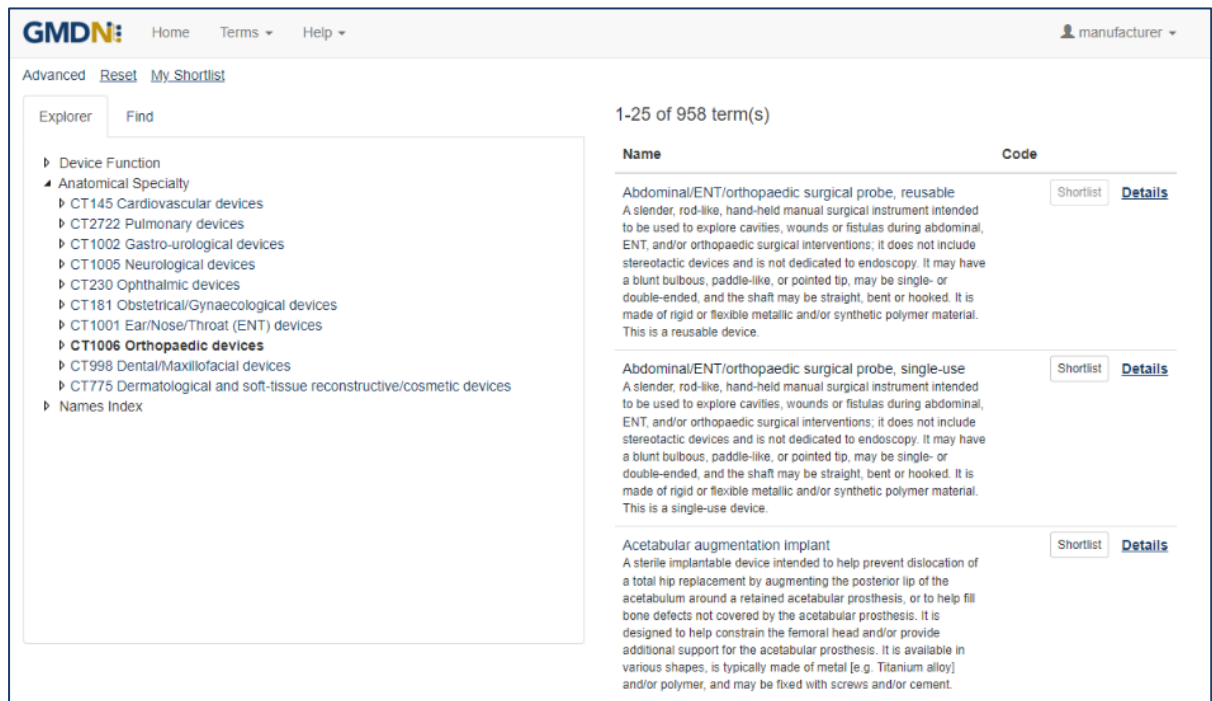 GMDN Home Terms Help manufacturer
Advanced Reset My Shortlist
Explorer Find
Device Function
Anatomical Specialty
CT145 Cardiovascular devices
CT2722 Pulmonary devices
CT1002 Gastro-urological devices
CT1005 Neurological devices
CT230 Ophthalmic devices
CT181 Obstetrical/Gynaecological devices
CT1001 Ear/Nose/Throat (ENT) devices
CT1006 Orthopaedic devices
CT998 Dental/Maxillofacial devices
CT775 Dermatological and soft-tissue reconstructive/cosmetic devices
Names Index
1-25 of 958 term(s)
Name Code
Abdominal/ENT/orthopaedic surgical probe, reusable Shortlist Details
A slender, rod-like, hand-held manual surgical instrument intended
to be used to explore cavities, wounds or fistulas during abdominal,
ENT, and/or orthopaedic surgical interventions; it does not include
stereotactic devices and is not dedicated to endoscopy. It may have
a blunt bulbous, paddle-like, or pointed tip, may be single- or
double-ended, and the shaft may be straight, bent or hooked. It is
made of rigid or flexible metallic and/or synthetic polymer material.
This is a reusable device.
Abdominal/ENT/orthopaedic surgical probe, single-use Shortlist Details
A slender, rod-like, hand-held manual surgical instrument intended
to be used to explore cavities, wounds or fistulas during abdominal,
ENT, and/or orthopaedic surgical interventions; it does not include
stereotactic devices and is not dedicated to endoscopy. It may have
a blunt bulbous, paddle-like, or pointed tip, may be single- or
double-ended, and the shaft may be straight, bent or hooked. It is
made of rigid or flexible metallic and/or synthetic polymer material.
This is a single-use device.
Acetabular augmentation implant Shortlist Details
A sterile implantable device intended to help prevent dislocation of
a total hip replacement by augmenting the posterior lip of the
acetabulum around a retained acetabular prosthesis, or to help fill
bone defects not covered by the acetabular prosthesis. It is
designed to help constrain the femoral head and/or provide
additional support for the acetabular prosthesis. It is available in
various shapes, is typically made of metal [e.g. Titanium alloy]
and/or polymer, and may be fixed with screws and/or cement.